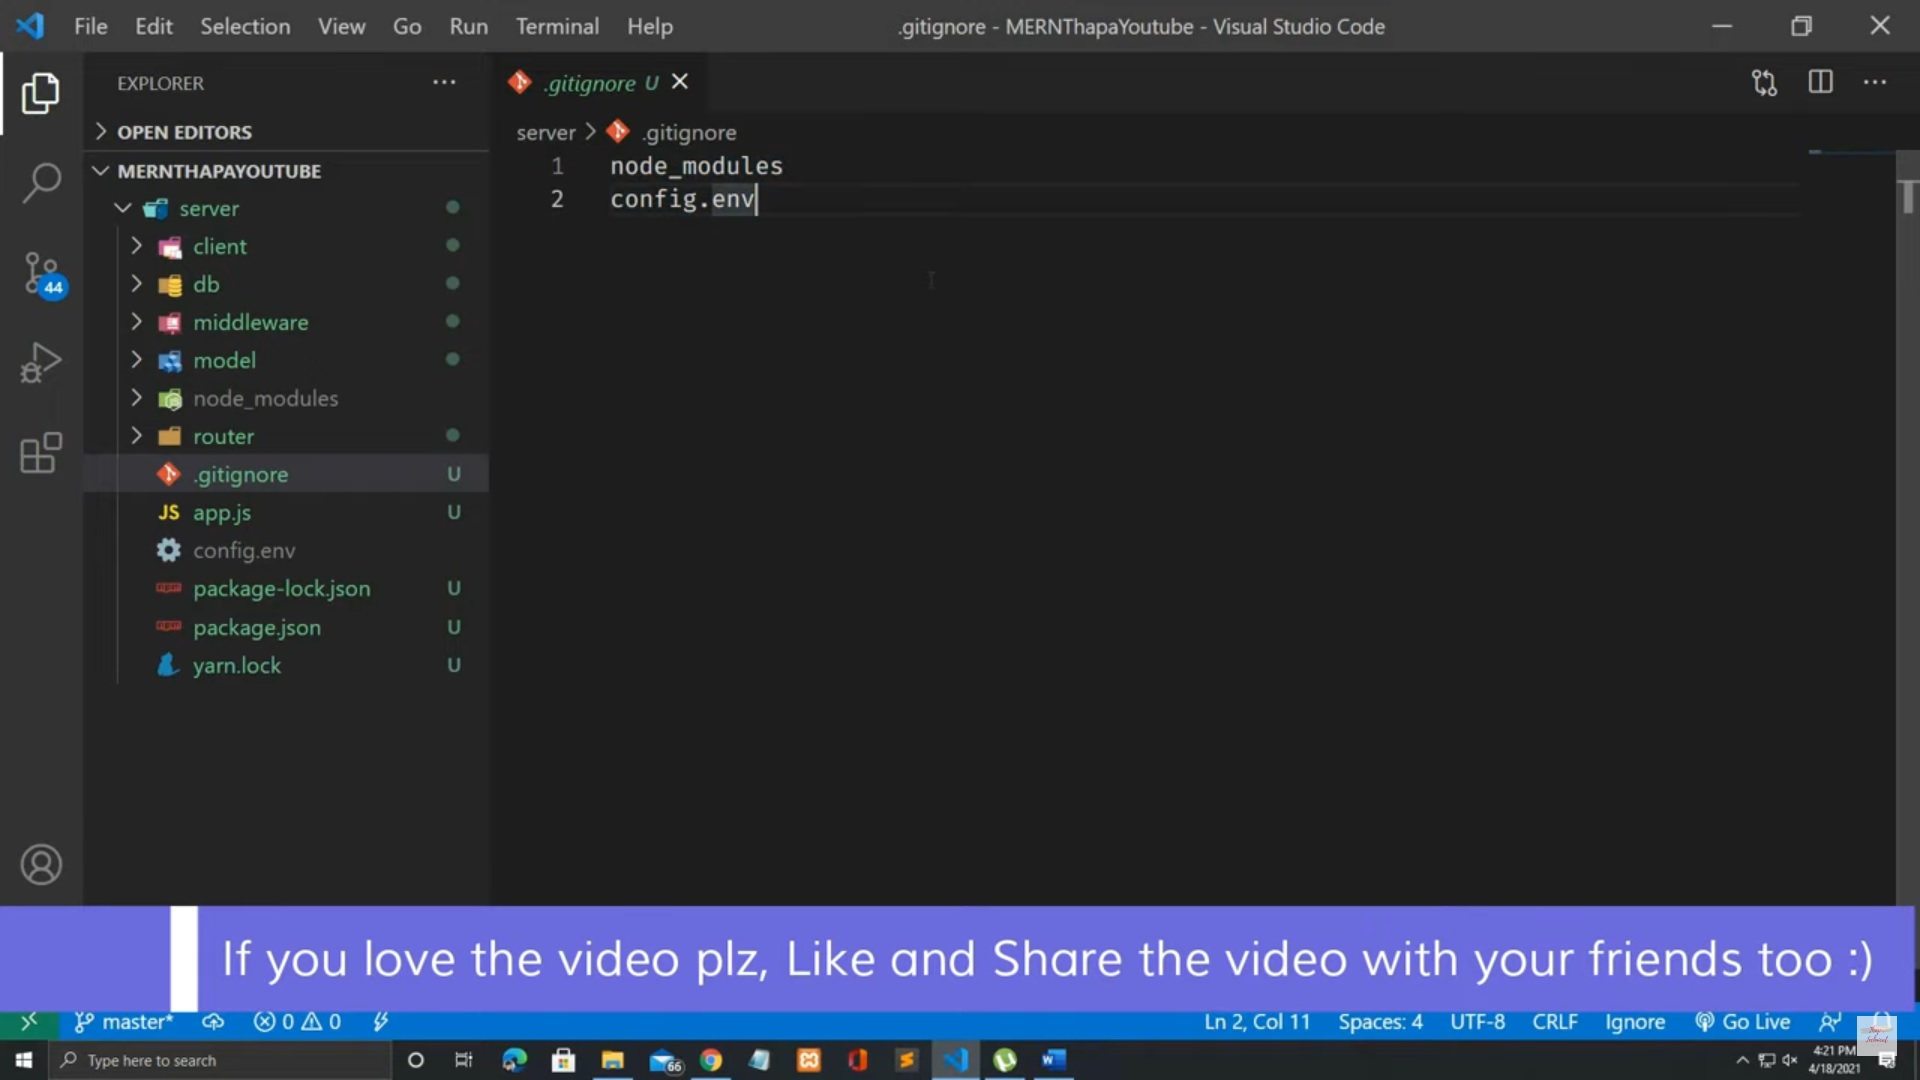 File Edit Selection View Go Run Terminal Help
.gitignore - MERNThapaYoutube - Visual Studio Code
EXPLORER
OPEN EDITORS
MERNTHAPAYOUTUBE
server
client
db
middleware
model
node_modules
router
.gitignore U
JS app.js U
config.env
package-lock.json U
package.json U
yarn.lock U
44
.gitignore U
server > .gitignore
1 node_modules
2 config.env
If you love the video plz, Like and Share the video with your friends too :)
master* 0 0
Ln 2, Col 11 Spaces: 4 UTF-8 CRLF Ignore Go Live
Type here to search
66
4:21 PM
4/18/2021